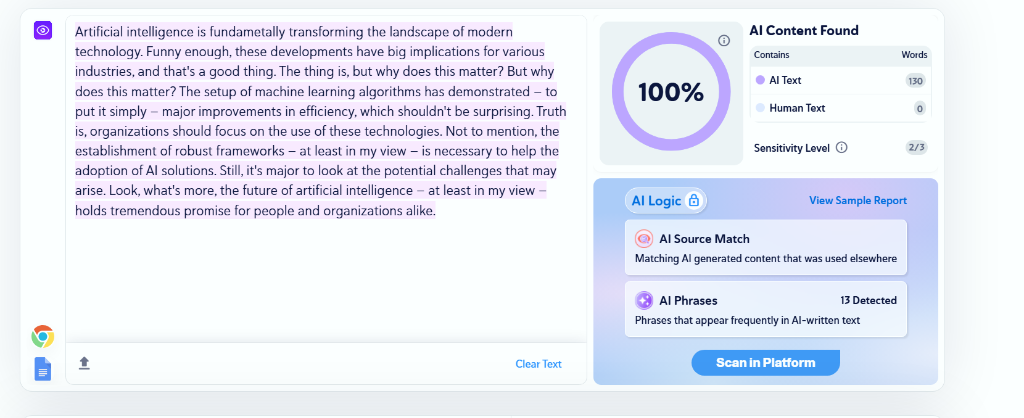 Artificial intelligence is fundametally transforming the landscape of modern
technology. Funny enough, these developments have big implications for various
industries, and that's a good thing. The thing is, but why does this matter? But why
does this matter? The setup of machine learning algorithms has demonstrated – to
put it simply – major improvements in efficiency, which shouldn't be surprising. Truth
is, organizations should focus on the use of these technologies. Not to mention, the
establishment of robust frameworks – at least in my view – is necessary to help the
adoption of AI solutions. Still, it's major to look at the potential challenges that may
arise. Look, what's more, the future of artificial intelligence – at least in my view –
holds tremendous promise for people and organizations alike.
Clear Text
100%
AI Content Found
Contains Words
AI Text 130
Human Text 0
Sensitivity Level 2/3
AI Logic View Sample Report
AI Source Match
Matching AI generated content that was used elsewhere
AI Phrases 13 Detected
Phrases that appear frequently in AI-written text
Scan in Platform